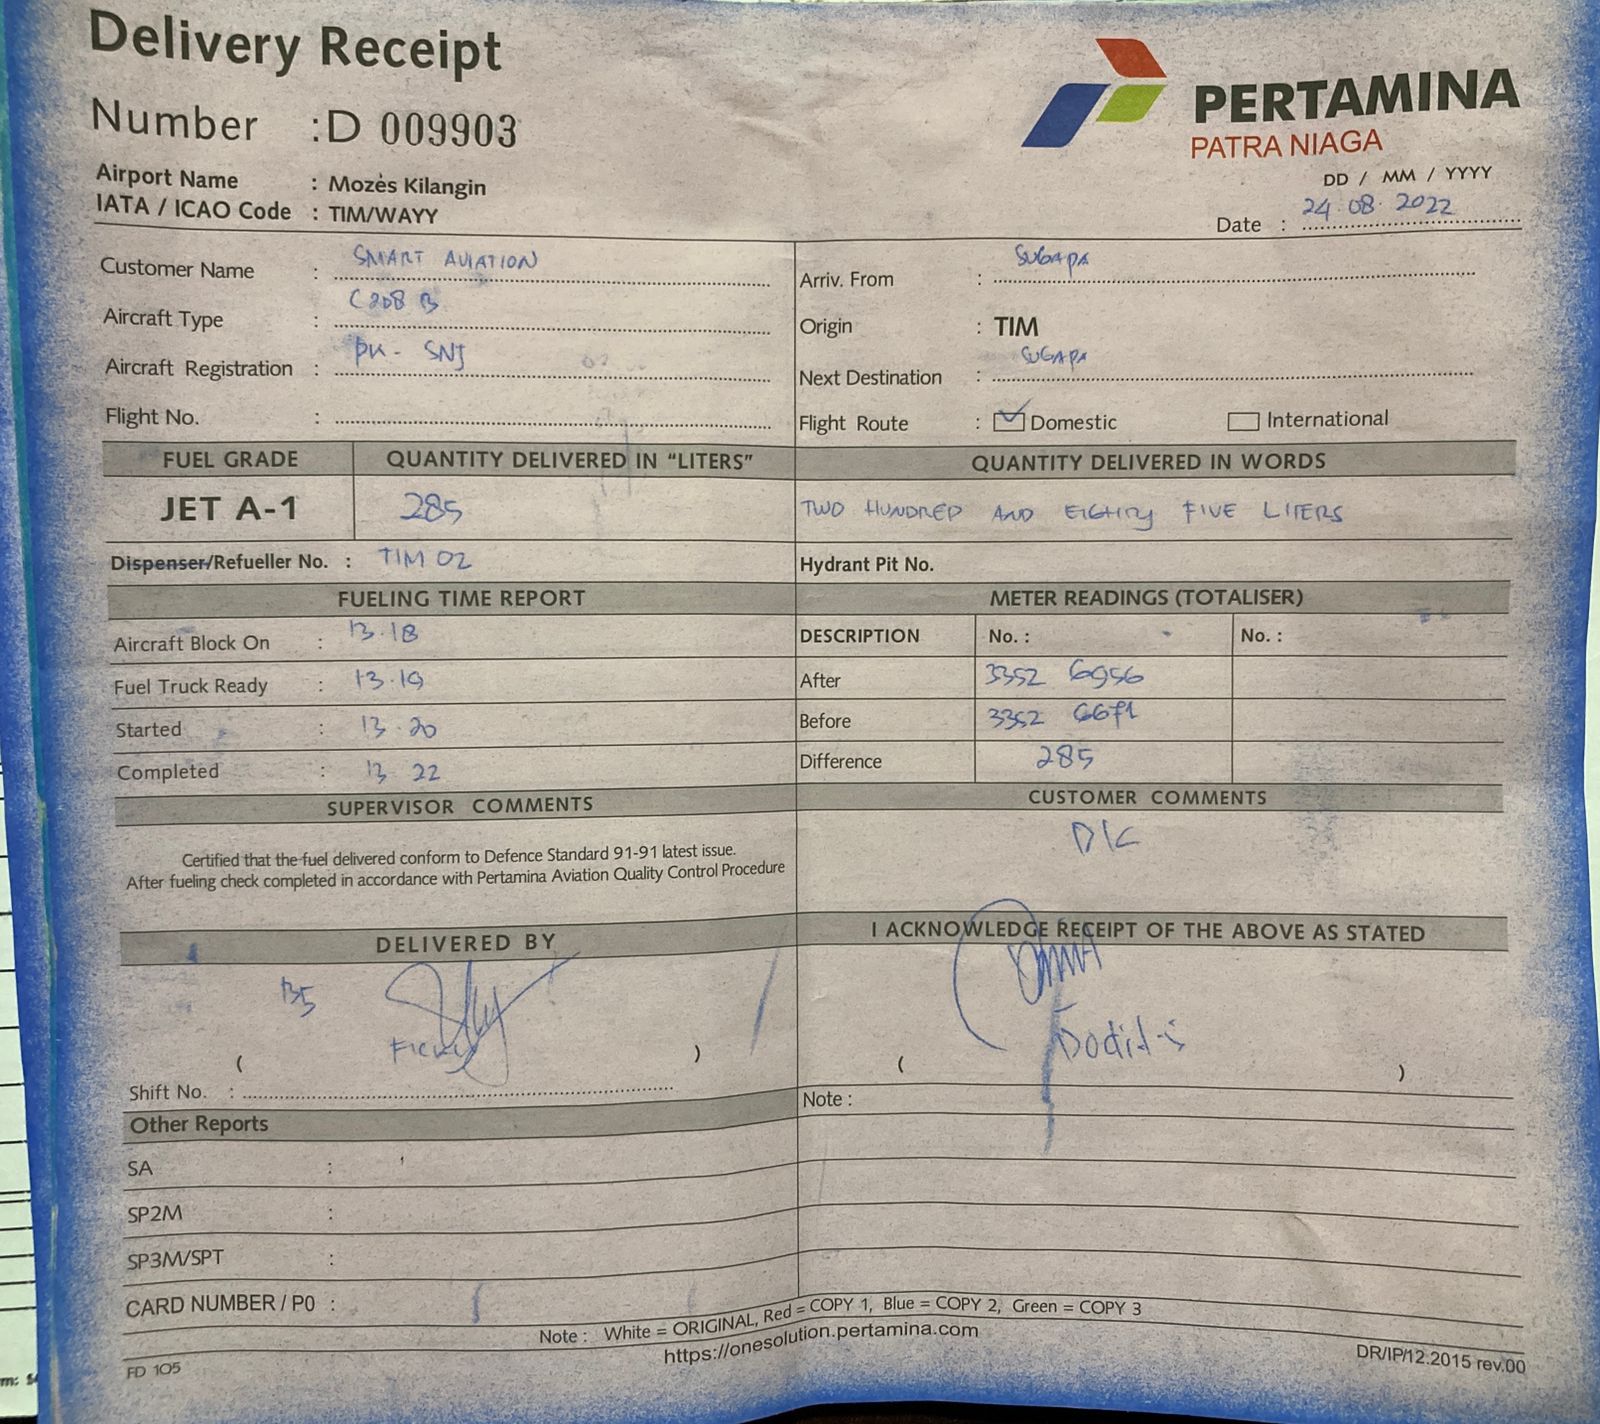 Delivery Receipt
Number : D 009903
PERTAMINA
PATRA NIAGA
Airport Name : Mozès Kilangin
IATA / ICAO Code : TIM/WAYY
DD / MM / YYYY
Date : 24.08.2022
Customer Name : SMART AVIATION
Arriv. From : SUGAPA
Aircraft Type : C208 B
Origin : TIM
Aircraft Registration : PK - SNJ
Next Destination : SUGAPA
Flight No. :
Flight Route : Domestic International
FUEL GRADE QUANTITY DELIVERED IN "LITERS" QUANTITY DELIVERED IN WORDS
JET A-1 285 TWO HUNDRED AND EIGHTY FIVE LITERS
Dispenser/Refueller No. : TIM 02 Hydrant Pit No.
FUELING TIME REPORT METER READINGS (TOTALISER)
Aircraft Block On : 13.18 DESCRIPTION No. : No. :
Fuel Truck Ready : 13.19 After 3352 6956
Started : 13.20 Before 3352 6671
Completed : 13 22 Difference 285
SUPERVISOR COMMENTS CUSTOMER COMMENTS
Certified that the fuel delivered conform to Defence Standard 91-91 latest issue.
After fueling check completed in accordance with Pertamina Aviation Quality Control Procedure
DELIVERED BY I ACKNOWLEDGE RECEIPT OF THE ABOVE AS STATED
( ) ( )
Shift No. :
Note :
Other Reports
SA :
SP2M :
SP3M/SPT :
CARD NUMBER / P0 :
Note : White = ORIGINAL, Red = COPY 1, Blue = COPY 2, Green = COPY 3
https://onesolution.pertamina.com
FD 105
DR/IP/12.2015 rev.00